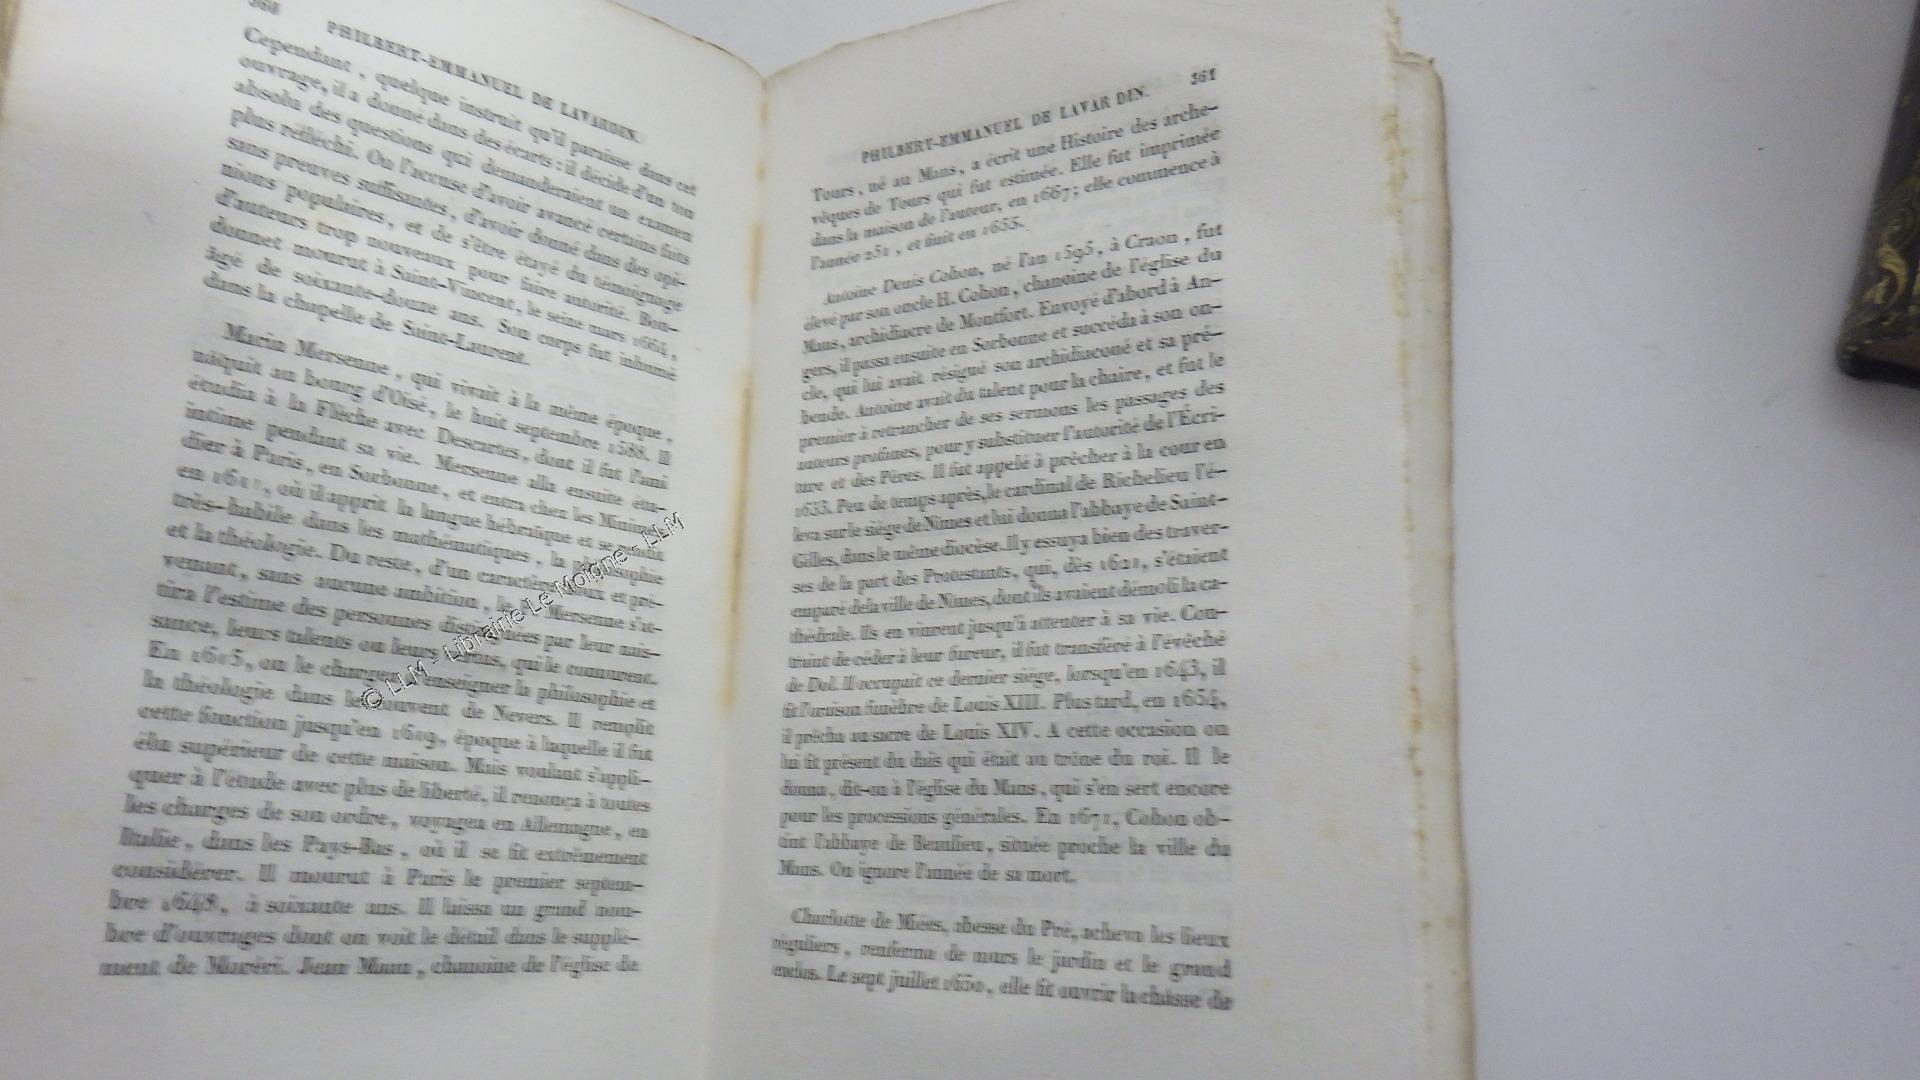 360
PHILBERT-EMMANUEL DE LAVARDIN.
Cependant, quelque instruit qu'il paraisse dans cet
ouvrage, il a donné dans des écarts : il décide d'un ton
absolu des questions qui demanderaient un examen
plus réfléchi. On l'accuse d'avoir avancé certains faits
sans preuves suffisantes, d'avoir donné dans des opi-
nions populaires, et de s'être étayé du témoignage
d'auteurs trop nouveaux pour faire autorité. Bon-
donnet mourut à Saint-Vincent, le seize mars 1664,
âgé de soixante-douze ans. Son corps fut inhumé
dans la chapelle de Saint-Laurent.
Marin Mersenne, qui vivait à la même époque,
naquit au bourg d'Oisé, le huit septembre 1588. Il
étudia à la Flèche avec Descartes, dont il fut l'ami
intime pendant sa vie. Mersenne alla ensuite étu-
dier à Paris, en Sorbonne, et entra chez les Minimes
en 1611, où il apprit la langue hébraïque et se rendit
très-habile dans les mathématiques, la philosophie
et la théologie. Du reste, d'un caractère doux et pré-
venant, sans aucune ambition, Mersenne s'at-
tira l'estime des personnes distinguées par leur nais-
sance, leurs talents ou leurs vertus, qui le connurent.
En 1615, on le chargea d'enseigner la philosophie et
la théologie dans le couvent de Nevers. Il remplit
cette fonction jusqu'en 1619, époque à laquelle il fut
élu supérieur de cette maison. Mais voulant s'appli-
quer à l'étude avec plus de liberté, il renonça à toutes
les charges de son ordre, voyagea en Allemagne, en
Italie, dans les Pays-Bas, où il se fit extrêmement
considérer. Il mourut à Paris le premier septem-
bre 1648, à soixante ans. Il laissa un grand nom-
bre d'ouvrages dont on voit le détail dans le supplé-
ment de Moréri. Jean Maan, chanoine de l'église de
© LLM - Librairie Le Moigne - LLM
PHILBERT-EMMANUEL DE LAVARDIN. 361
Tours, né au Mans, a écrit une Histoire des arche-
vêques de Tours qui fut estimée. Elle fut imprimée
dans la maison de l'auteur, en 1667; elle commence à
l'année 251, et finit en 1655.
Antoine Denis Cohon, né l'an 1595, à Craon, fut
élevé par son oncle H. Cohon, chanoine de l'église du
Mans, archidiacre de Montfort. Envoyé d'abord à An-
gers, il passa ensuite en Sorbonne et succéda à son on-
cle, qui lui avait résigné son archidiaconé et sa pré-
bende. Antoine avait du talent pour la chaire, et fut le
premier à retrancher de ses sermons les passages des
auteurs profanes, pour y substituer l'autorité de l'Écri-
ture et des Pères. Il fut appelé à prêcher à la cour en
1633. Peu de temps après, le cardinal de Richelieu l'é-
leva sur le siége de Nîmes et lui donna l'abbaye de Saint-
Gilles, dans le même diocèse. Il y essuya bien des traver-
ses de la part des Protestants, qui, dès 1621, s'étaient
emparé de la ville de Nîmes, dont ils avaient démoli la ca-
thédrale. Ils en vinrent jusqu'à attenter à sa vie. Con-
traint de céder à leur fureur, il fut transféré à l'évêché
de Dol. Il occupait ce dernier siége, lorsqu'en 1643, il
fit l'oraison funèbre de Louis XIII. Plus tard, en 1654,
il prêcha au sacre de Louis XIV. A cette occasion on
lui fit présent du dais qui était au trône du roi. Il le
donna, dit-on à l'église du Mans, qui s'en sert encore
pour les processions générales. En 1671, Cohon ob-
tint l'abbaye de Beaulieu, située proche la ville du
Mans. On ignore l'année de sa mort.
Charlotte de abesse du Pré, acheva les lieux
réguliers, renferma de murs le jardin et le grand
enclos. Le sept juillet 1650, elle fit ouvrir la châsse de